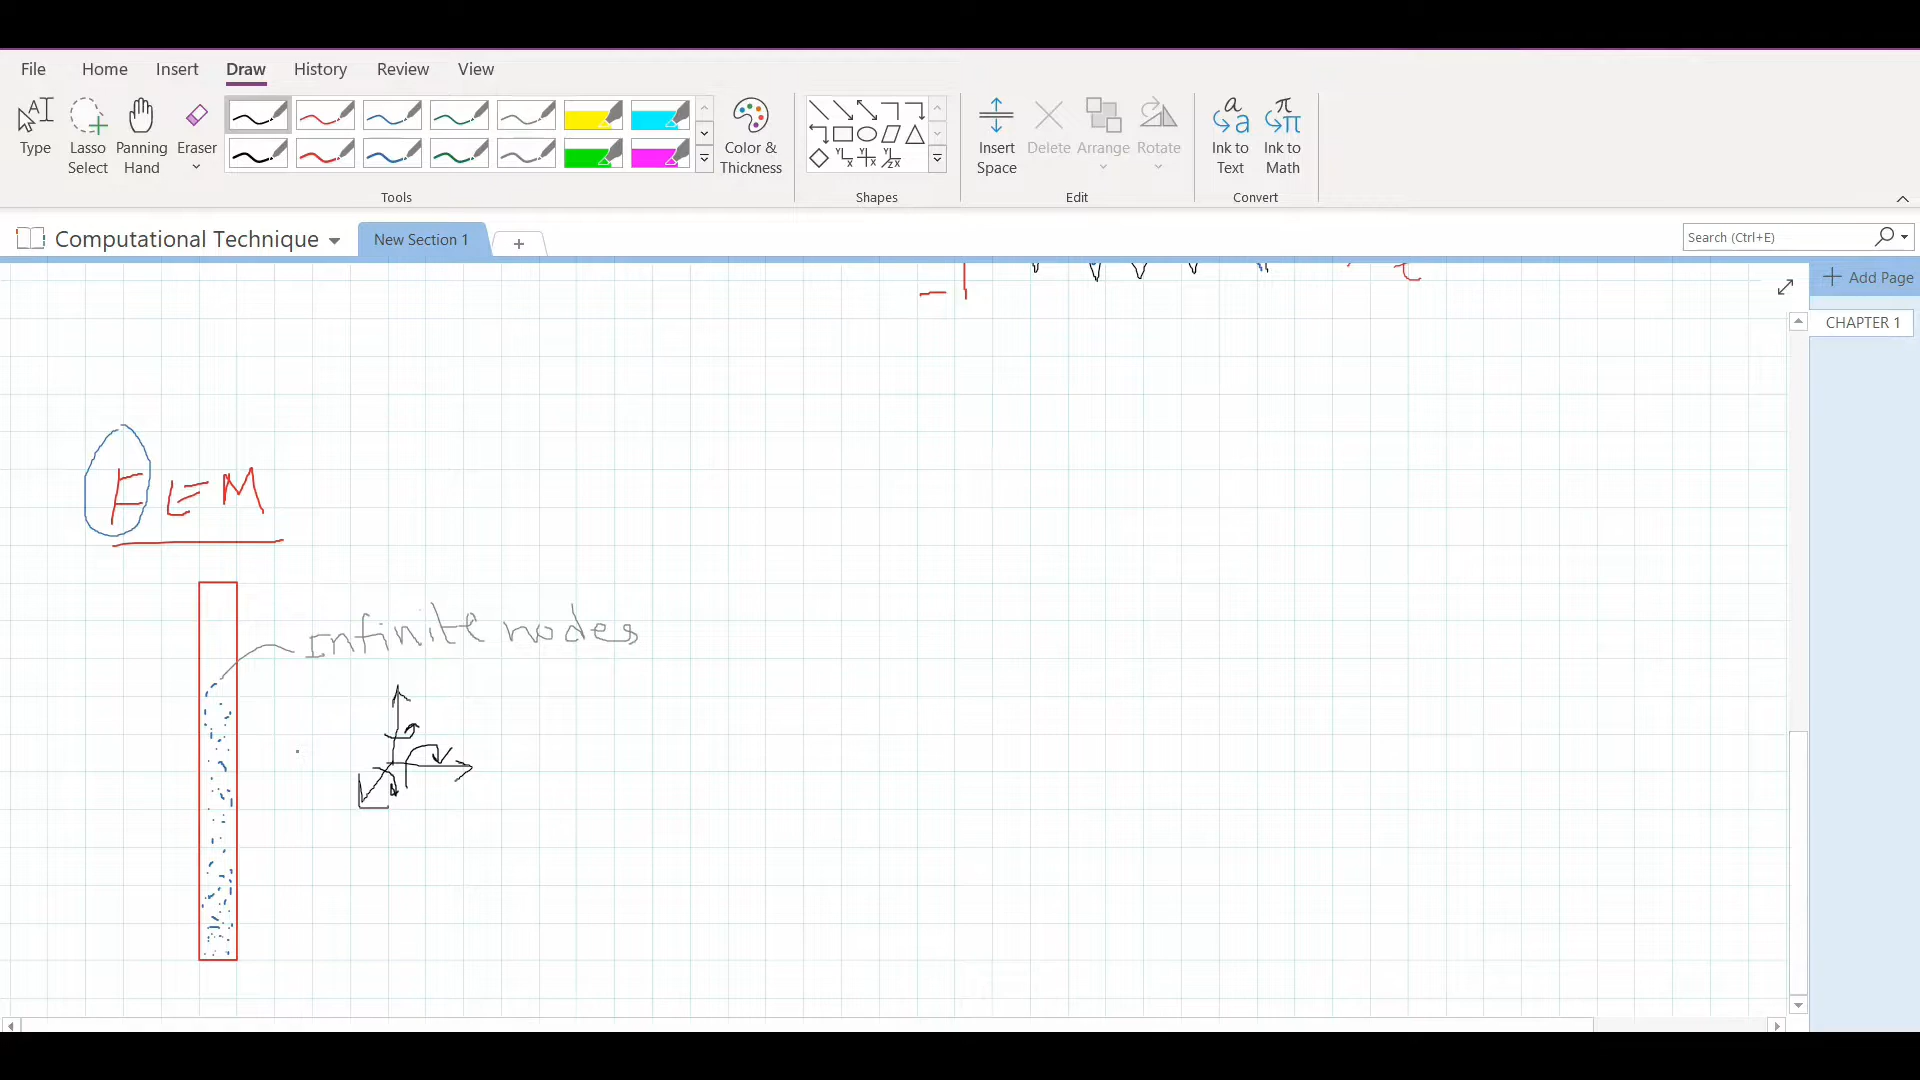 File Home Insert Draw History Review View
Type Lasso Select Panning Hand Eraser Color & Thickness Insert Space Delete Arrange Rotate Ink to Text Ink to Math
Tools Shapes Edit Convert
Computational Technique New Section 1 + Search (Ctrl+E)
-1 t
Add Page
CHAPTER 1
FEM
Infinite nodes